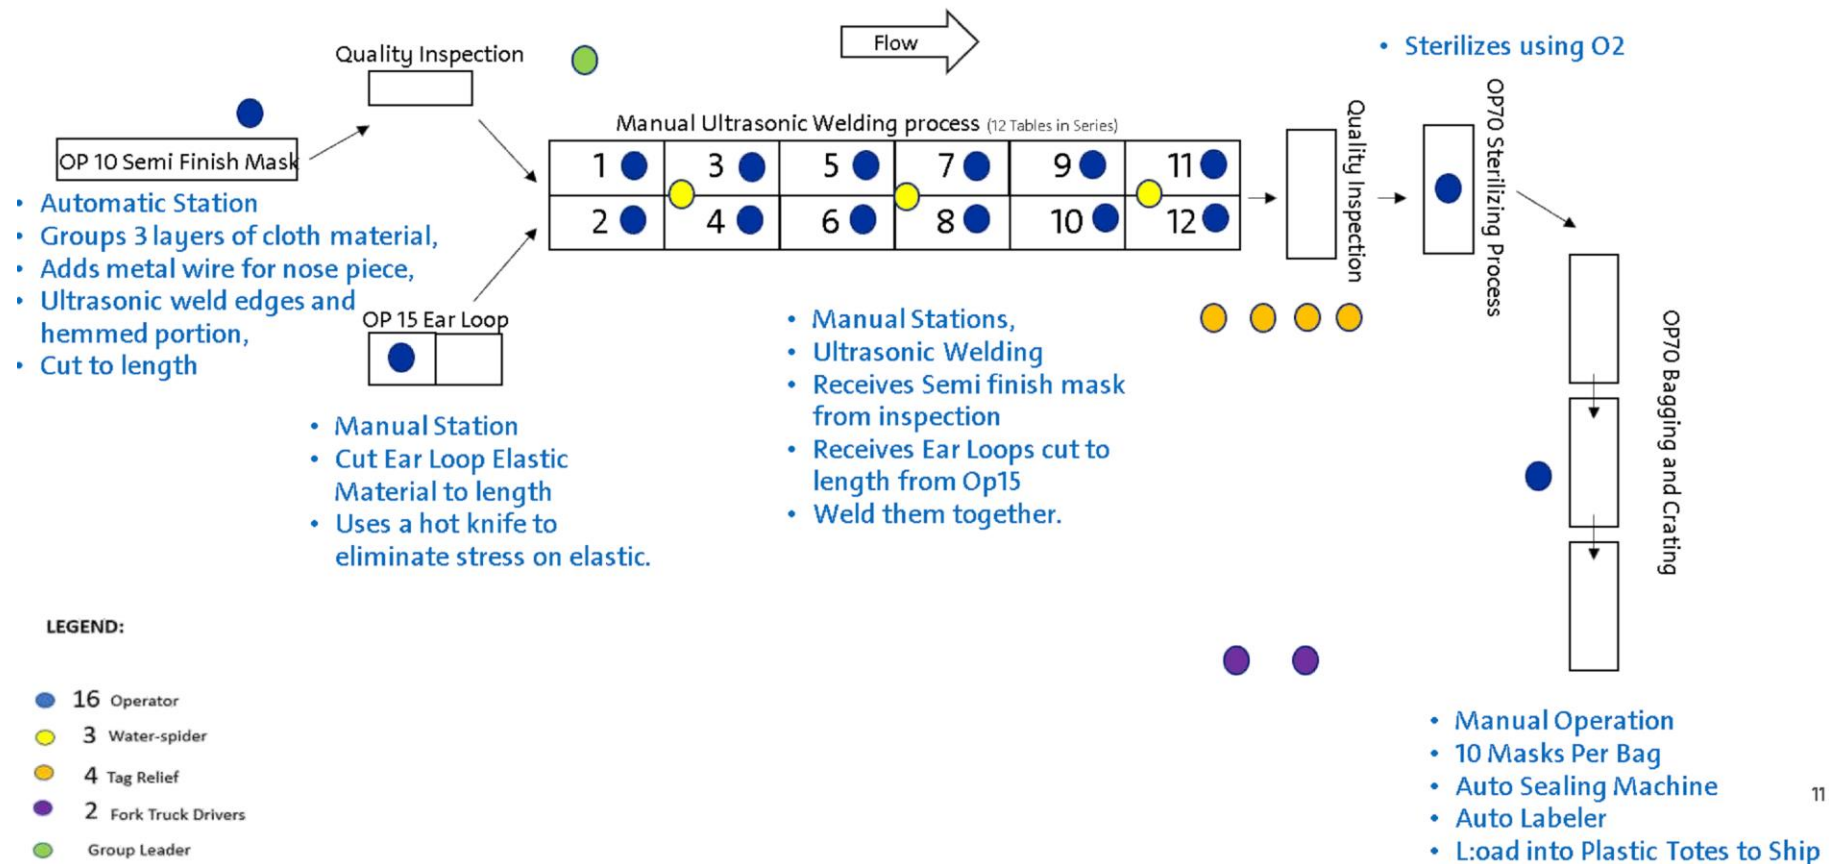 Flow
• Sterilizes using O2
Quality Inspection
OP 10 Semi Finish Mask
• Automatic Station
• Groups 3 layers of cloth material,
• Adds metal wire for nose piece,
• Ultrasonic weld edges and
hemmed portion,
• Cut to length
OP 15 Ear Loop
• Manual Station
• Cut Ear Loop Elastic
Material to length
• Uses a hot knife to
eliminate stress on elastic.
Manual Ultrasonic Welding process (12 Tables in Series)
1 3 5 7 9 11
2 4 6 8 10 12
• Manual Stations,
• Ultrasonic Welding
• Receives Semi finish mask
from inspection
• Receives Ear Loops cut to
length from Op15
• Weld them together.
Quality Inspection
OP70 Sterilizing Process
OP70 Bagging and Crating
• Manual Operation
• 10 Masks Per Bag
• Auto Sealing Machine
• Auto Labeler
• L:oad into Plastic Totes to Ship
LEGEND:
16 Operator
3 Water-spider
4 Tag Relief
2 Fork Truck Drivers
Group Leader
11